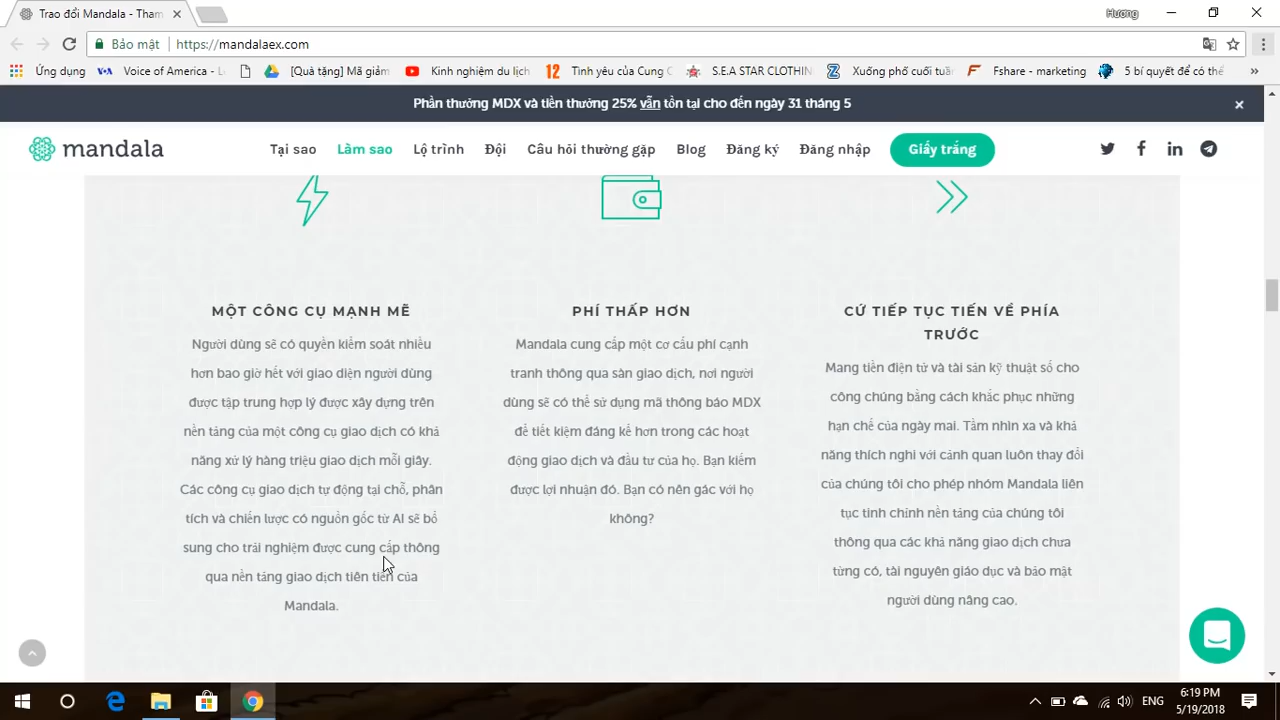 Trao đổi Mandala - Tham
Hương
Bảo mật
https://mandalaex.com
Ứng dụng
Voice of America - L
[Quà tặng] Mã giảm
Kinh nghiệm du lịch
12
Tình yêu của Cung C
S.E.A STAR CLOTHIN
Xuống phố cuối tuần
Fshare - marketing
5 bí quyết để có thể
Phần thưởng MDX và tiền thưởng 25% vẫn tồn tại cho đến ngày 31 tháng 5
mandala
Tại sao
Làm sao
Lộ trình
Đội
Câu hỏi thường gặp
Blog
Đăng ký
Đăng nhập
Giấy trắng
MỘT CÔNG CỤ MẠNH MẼ
Người dùng sẽ có quyền kiểm soát nhiều
hơn bao giờ hết với giao diện người dùng
được tập trung hợp lý được xây dựng trên
nền tảng của một công cụ giao dịch có khả
năng xử lý hàng triệu giao dịch mỗi giây.
Các công cụ giao dịch tự động tại chỗ, phân
tích và chiến lược có nguồn gốc từ AI sẽ bổ
sung cho trải nghiệm được cung cấp thông
qua nền tảng giao dịch tiên tiến của
Mandala.
PHÍ THẤP HƠN
Mandala cung cấp một cơ cấu phí cạnh
tranh thông qua sàn giao dịch, nơi người
dùng sẽ có thể sử dụng mã thông báo MDX
để tiết kiệm đáng kể hơn trong các hoạt
động giao dịch và đầu tư của họ. Bạn kiếm
được lợi nhuận đó. Bạn có nên gác với họ
không?
CỨ TIẾP TỤC TIẾN VỀ PHÍA
TRƯỚC
Mang tiền điện tử và tài sản kỹ thuật số cho
công chúng bằng cách khắc phục những
hạn chế của ngày mai. Tầm nhìn xa và khả
năng thích nghi với cảnh quan luôn thay đổi
của chúng tôi cho phép nhóm Mandala liên
tục tinh chỉnh nền tảng của chúng tôi
thông qua các khả năng giao dịch chưa
từng có, tài nguyên giáo dục và bảo mật
người dùng nâng cao.
ENG
6:19 PM
5/19/2018